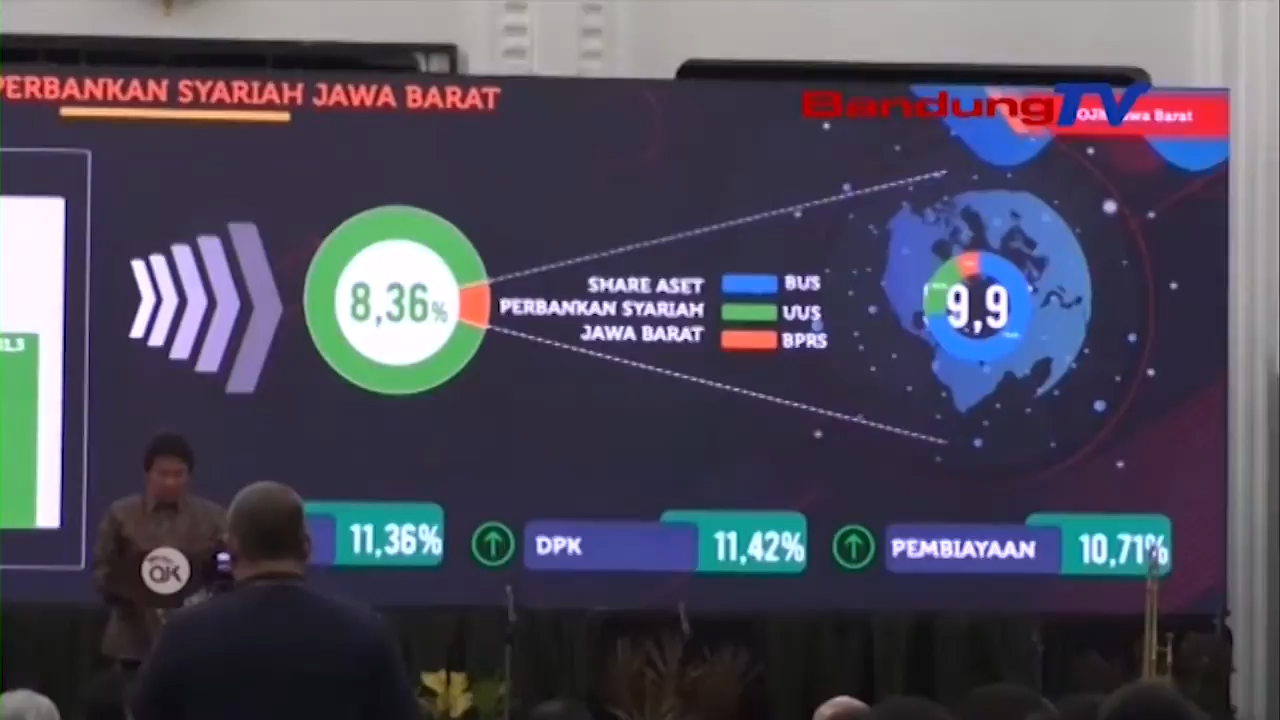 PERBANKAN SYARIAH JAWA BARAT
BandungTV
Jawa Barat
8,36%
SHARE ASET
PERBANKAN SYARIAH
JAWA BARAT
BUS
UUS
BPRS
9,9
11,36%
DPK
11,42%
PEMBIAYAAN
10,71%
OJK